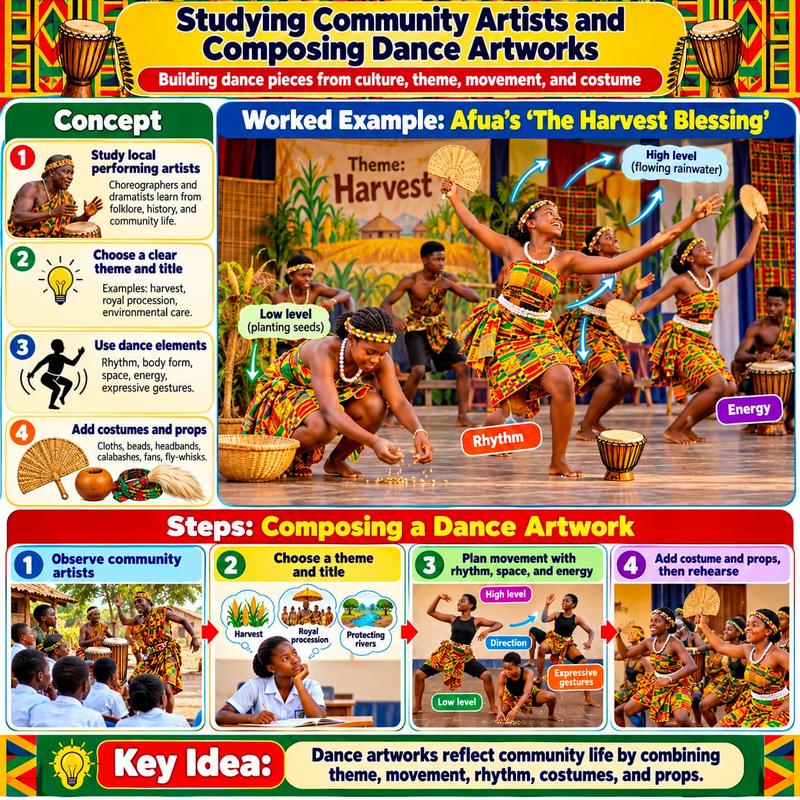 Studying Community Artists and
Composing Dance Artworks
Building dance pieces from culture, theme, movement, and costume
Concept
1
Study local
performing artists
Choreographers and
dramatists learn from
folklore, history, and
community life.
2
Choose a clear
theme and title
Examples: harvest,
royal procession,
environmental care.
3
Use dance elements
Rhythm, body form,
space, energy,
expressive gestures.
4
Add costumes and props
Cloths, beads, headbands,
calabashes, fans, fly-whisks.
Worked Example: Afua's 'The Harvest Blessing'
Theme:
Harvest
High level
(flowing rainwater)
Low level
(planting seeds)
Rhythm
Energy
Steps: Composing a Dance Artwork
1
Observe community
artists
2
Choose a theme
and title
Harvest
Royal
procession
Protecting
rivers
3
Plan movement with
rhythm, space, and energy
High level
Direction
Expressive
gestures
Low level
4
Add costume and props,
then rehearse
Key Idea:
Dance artworks reflect community life by combining
theme, movement, rhythm, costumes, and props.